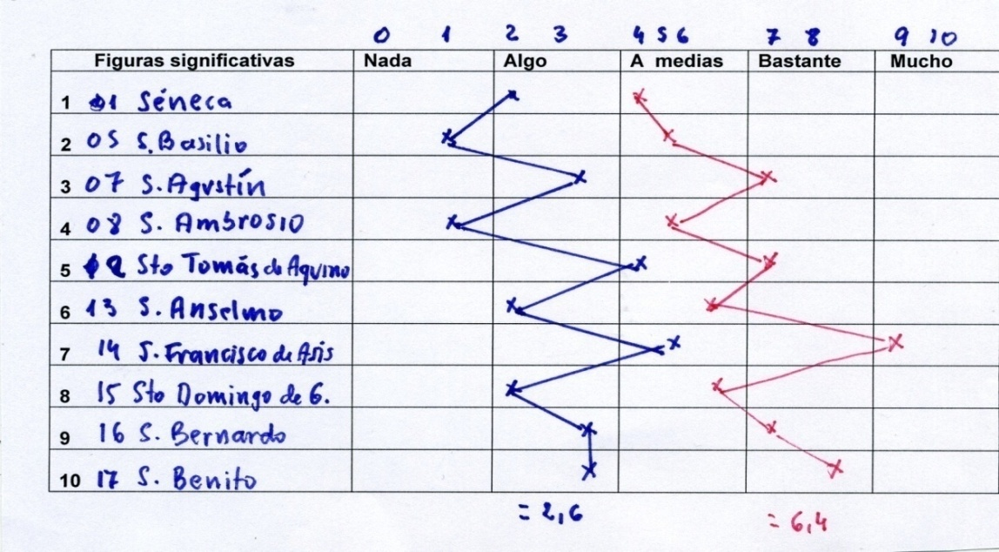 0 1 2 3 4 5 6 7 8 9 10
Figuras significativas Nada Algo A medias Bastante Mucho
1 01 Séneca
2 05 S. Basilio
3 07 S. Agustín
4 08 S. Ambrosio
5 12 Sto Tomás de Aquino
6 13 S. Anselmo
7 14 S. Francisco de Asís
8 15 Sto Domingo de G.
9 16 S. Bernardo
10 17 S. Benito
= 2,6 = 6,4